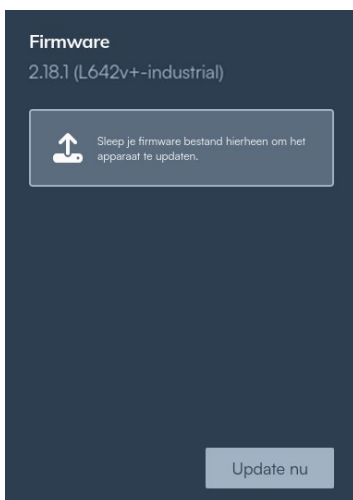 Firmware
2.18.1 (L642v+-industrial)
Sleep je firmware bestand hierheen om het
apparaat te updaten.
Update nu